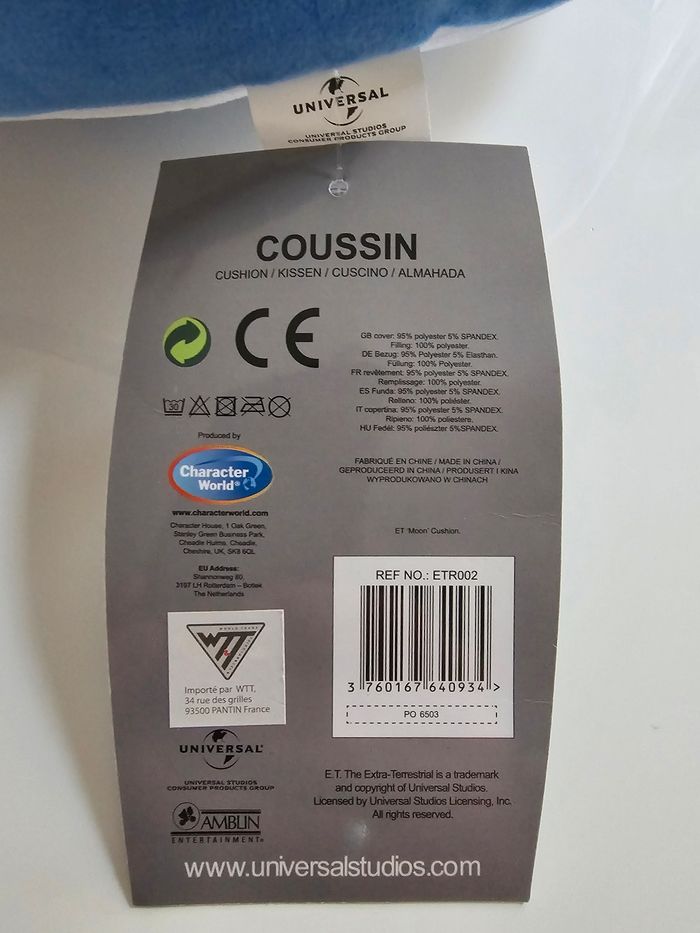 UNIVERSAL
UNIVERSAL STUDIOS
CONSUMER PRODUCTS GROUP
COUSSIN
CUSHION / KISSEN / CUSCINO / ALMAHADA
CE
30
GB cover: 95% polyester 5% SPANDEX.
Filling: 100% polyester.
DE Bezug: 95% Polyester 5% Elasthan.
Füllung: 100% Polyester.
FR revêtement: 95% polyester 5% SPANDEX.
Ramplissage: 100% polyester.
ES Funda: 95% polyester 5% SPANDEX.
Relleno: 100% poliéster.
IT copertina: 95% polyester 5% SPANDEX.
Ripieno: 100% poliestere.
HU Fedél: 95% poliészter 5%SPANDEX.
FABRIQUÉ EN CHINE / MADE IN CHINA /
GEPRODUCEERD IN CHINA / PRODUSERT I KINA
WYPRODUKOWANO W CHINACH
ET 'Moon' Cushion.
Produced by
Character
World®
www.characterworld.com
Character House, 1 Oak Green,
Stanley Green Business Park,
Cheadle Hulme, Cheadle,
Cheshire, UK, SK8 6QL
EU Address:
Shannonweg 80,
3197 LH Rotterdam – Botlek
The Netherlands
WORLD TRADE
WTT
Importé par WTT,
34 rue des grilles
93500 PANTIN France
REF NO.: ETR002
3 760167 640934 >
PO 6503
UNIVERSAL
UNIVERSAL STUDIOS
CONSUMER PRODUCTS GROUP
AMBLIN
ENTERTAINMENT®
E.T. The Extra-Terrestrial is a trademark
and copyright of Universal Studios.
Licensed by Universal Studios Licensing, Inc.
All rights reserved.
www.universalstudios.com